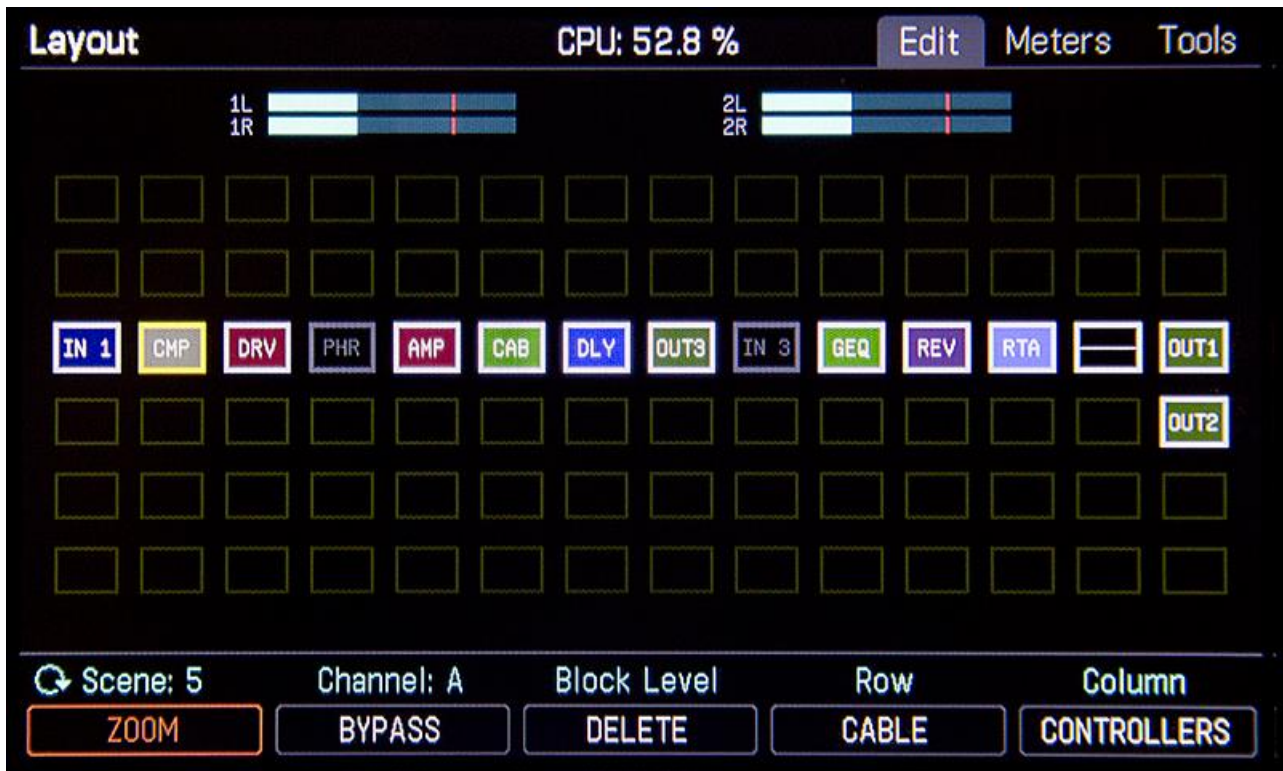 Layout CPU: 52.8 % Edit Meters Tools
1L 2L
1R 2R
IN 1 CMP DRV PHR AMP CAB DLY OUT3 IN 3 GEQ REV RTA OUT1
OUT2
Scene: 5 Channel: A Block Level Row Column
ZOOM BYPASS DELETE CABLE CONTROLLERS